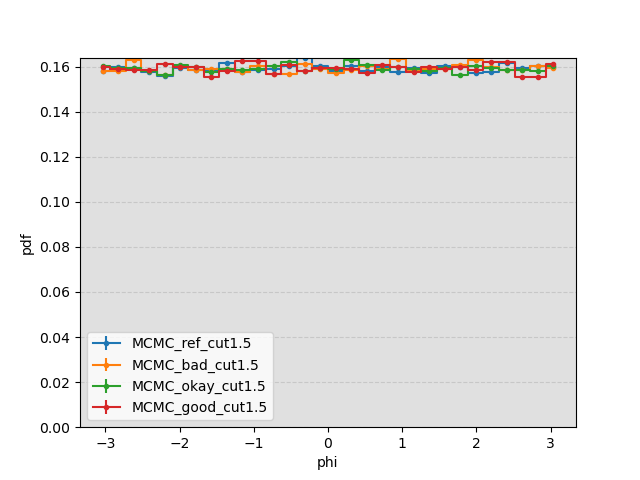 0.16
0.14
0.12
0.10
0.08
0.06
0.04
0.02
0.00
pdf
MCMC_ref_cut1.5
MCMC_bad_cut1.5
MCMC_okay_cut1.5
MCMC_good_cut1.5
−3 −2 −1 0 1 2 3
phi